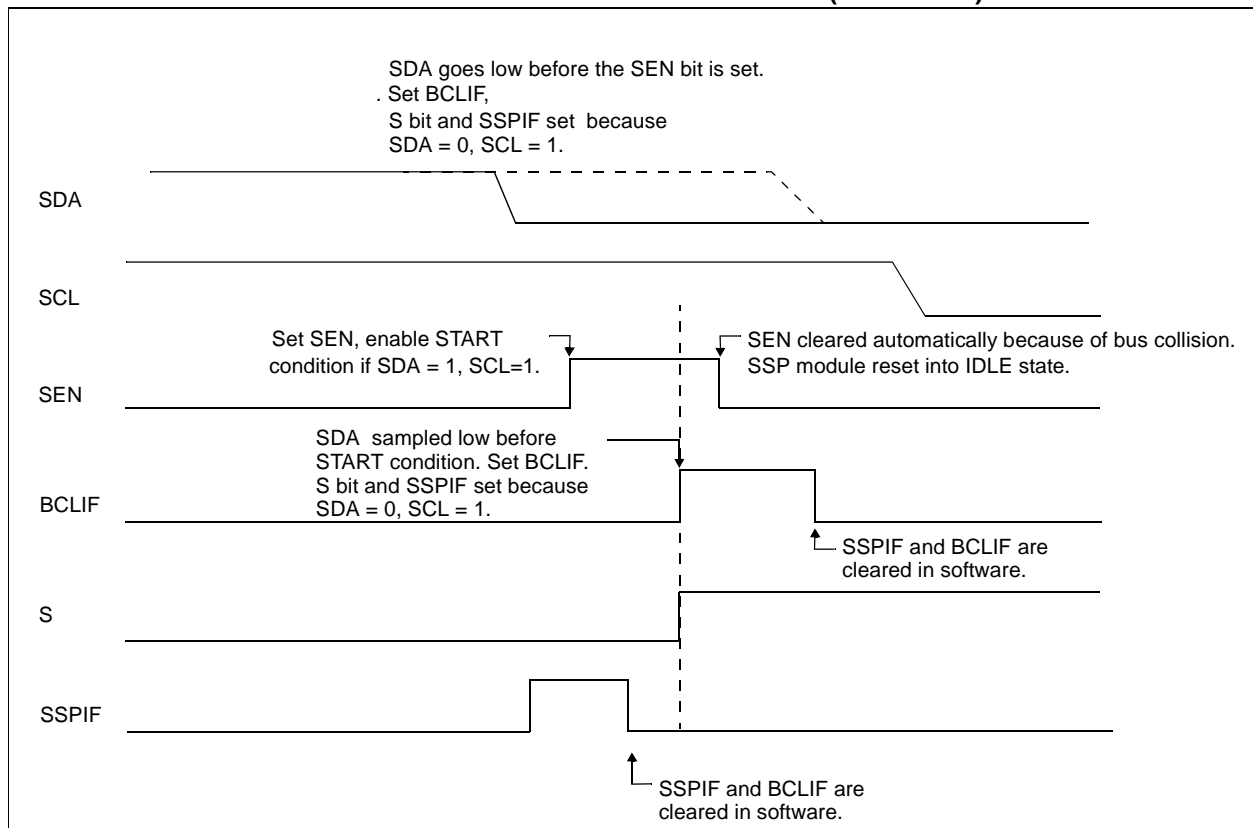 SDA goes low before the SEN bit is set.
. Set BCLIF,
S bit and SSPIF set because
SDA = 0, SCL = 1.
SDA
SCL
Set SEN, enable START
condition if SDA = 1, SCL=1.
SEN cleared automatically because of bus collision.
SSP module reset into IDLE state.
SEN
SDA sampled low before
START condition. Set BCLIF.
S bit and SSPIF set because
SDA = 0, SCL = 1.
BCLIF
SSPIF and BCLIF are
cleared in software.
S
SSPIF
SSPIF and BCLIF are
cleared in software.